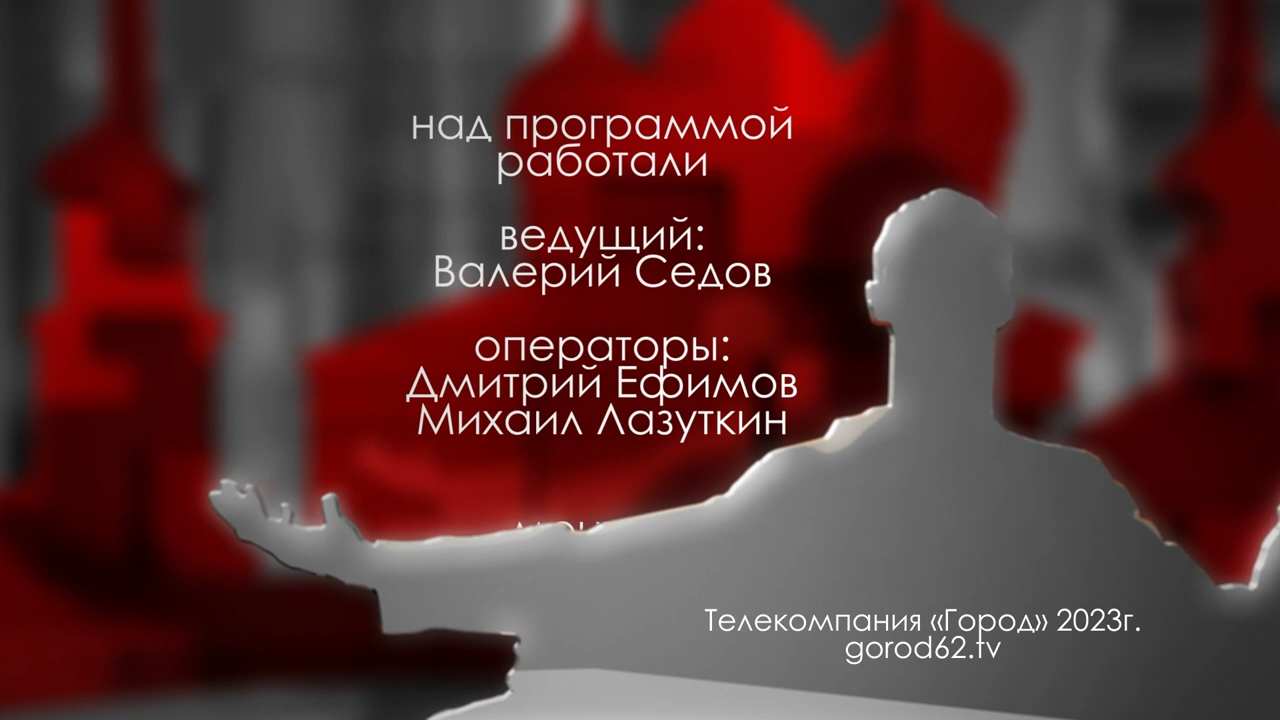 над программой
работали
ведущий:
Валерий Седов
операторы:
Дмитрий Ефимов
Михаил Лазуткин
Телекомпания «Город» 2023г.
gorod62.tv